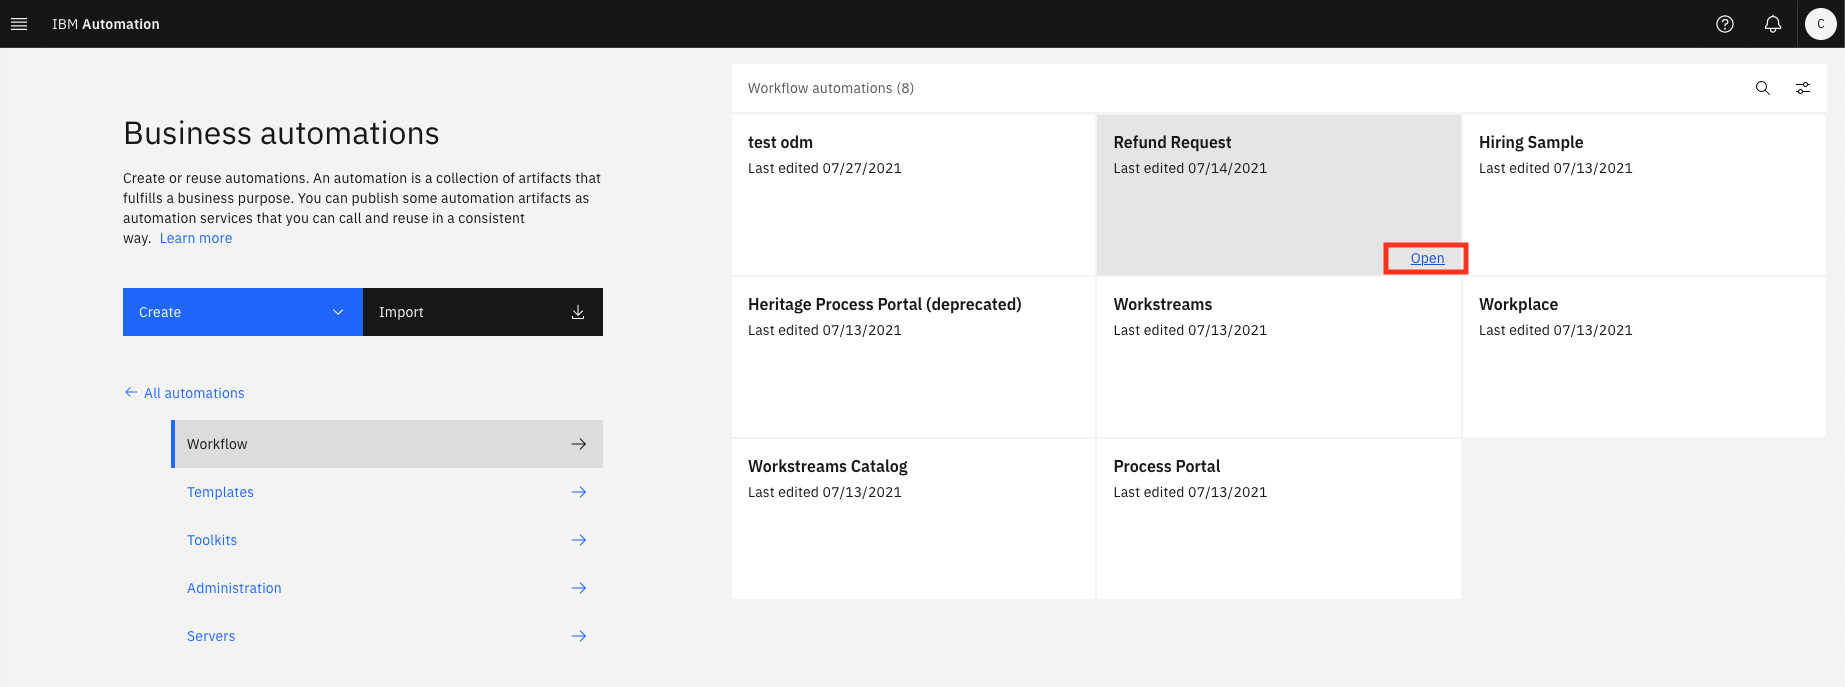 IBM Automation
C
Business automations
Create or reuse automations. An automation is a collection of artifacts that
fulfills a business purpose. You can publish some automation artifacts as
automation services that you can call and reuse in a consistent
way. Learn more
Create
Import
All automations
Workflow
Templates
Toolkits
Administration
Servers
Workflow automations (8)
test odm
Last edited 07/27/2021
Refund Request
Last edited 07/14/2021
Open
Hiring Sample
Last edited 07/13/2021
Heritage Process Portal (deprecated)
Last edited 07/13/2021
Workstreams
Last edited 07/13/2021
Workplace
Last edited 07/13/2021
Workstreams Catalog
Last edited 07/13/2021
Process Portal
Last edited 07/13/2021